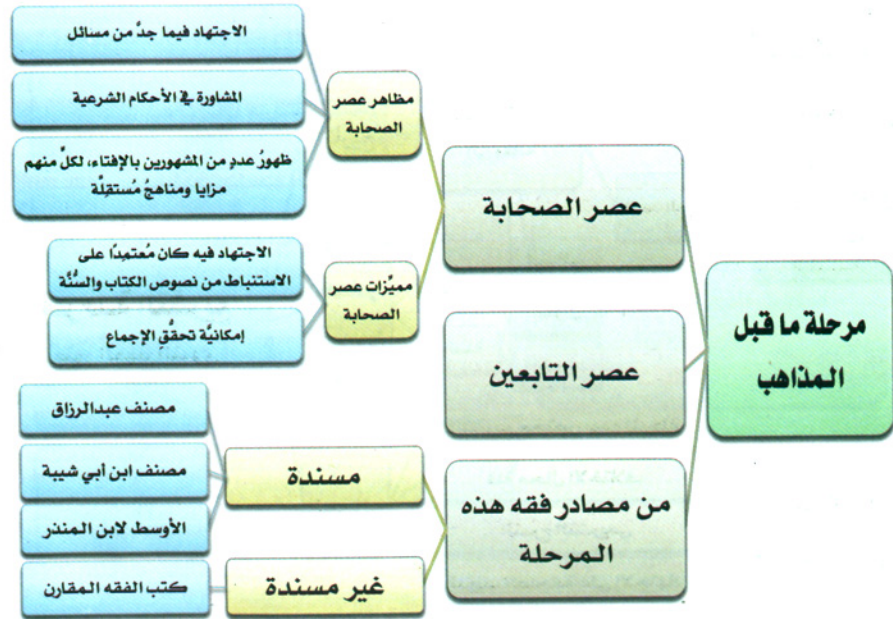 مرحلة ما قبل
المذاهب
عصر الصحابة
مظاهر عصر
الصحابة
الاجتهاد فيما جدَّ من مسائل
المشاورة في الأحكام الشرعية
ظهورُ عددٍ من المشهورين بالإفتاء، لكلٍّ منهم
مزايا ومناهجُ مُستقِلَّة
مميِّزات عصر
الصحابة
الاجتهاد فيه كان مُعتمِدًا على
الاستنباط من نصوص الكتاب والسُّنَّة
إمكانيَّة تحقُّقِ الإجماع
عصر التابعين
من مصادر فقه هذه
المرحلة
مسندة
مصنف عبدالرزاق
مصنف ابن أبي شيبة
الأوسط لابن المنذر
غير مسندة
كتب الفقه المقارن